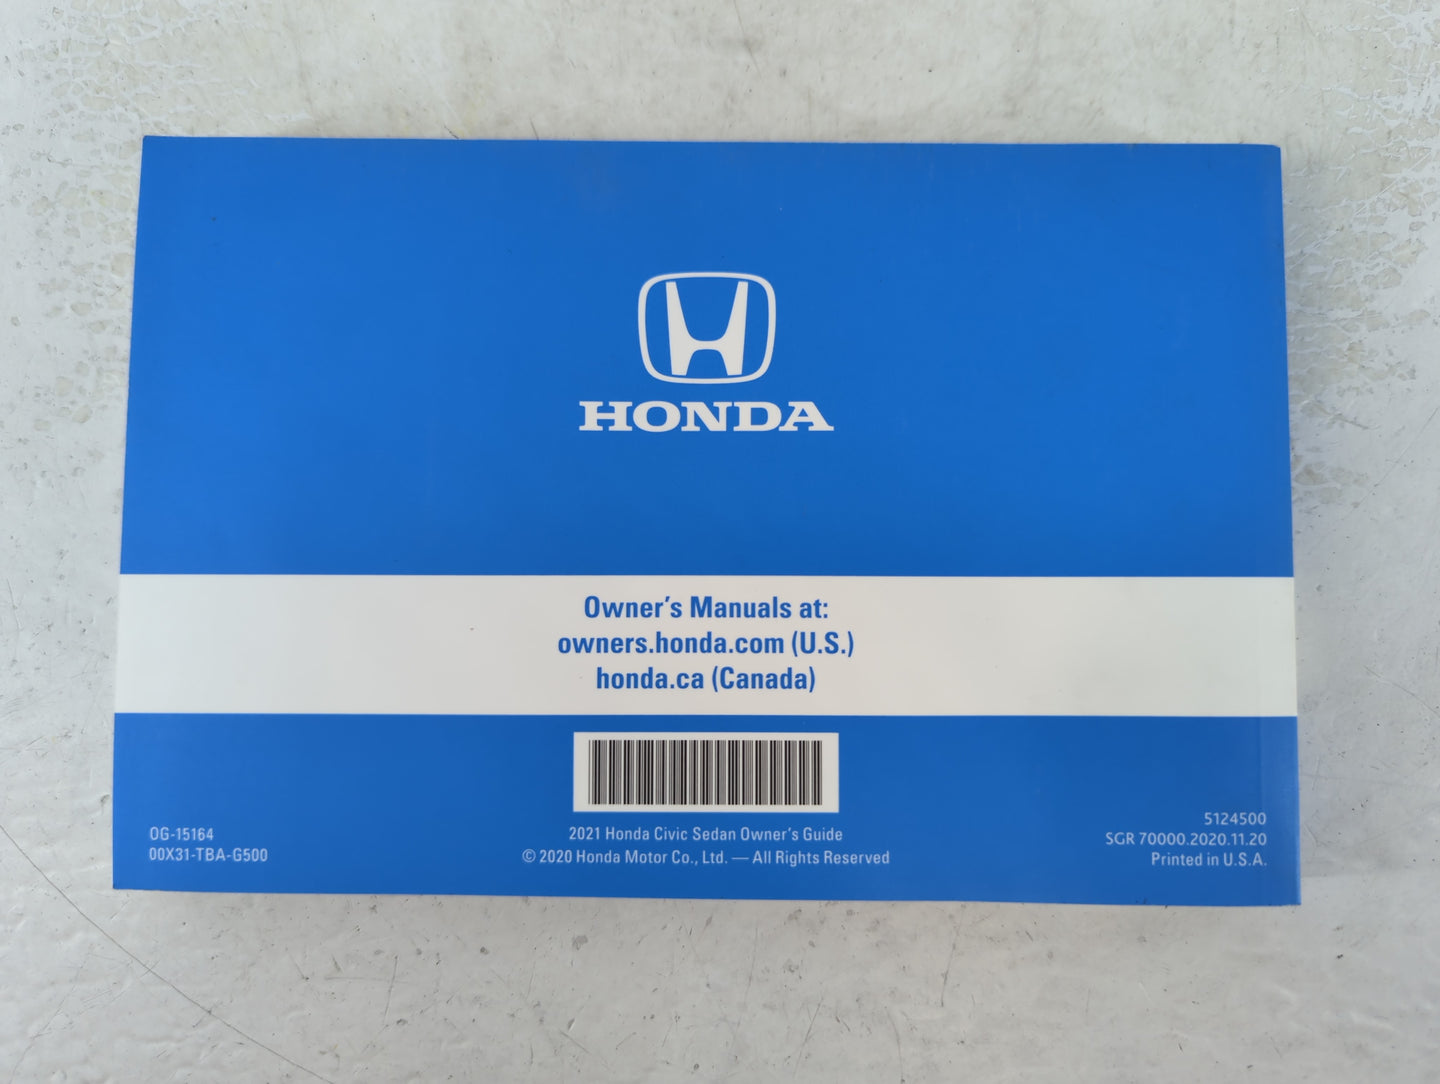 HONDA
Owner's Manuals at:
owners.honda.com (U.S.)
honda.ca (Canada)
OG-15164
00X31-TBA-G500
2021 Honda Civic Sedan Owner's Guide
© 2020 Honda Motor Co., Ltd. — All Rights Reserved
5124500
SGR 70000.2020.11.20
Printed in U.S.A.